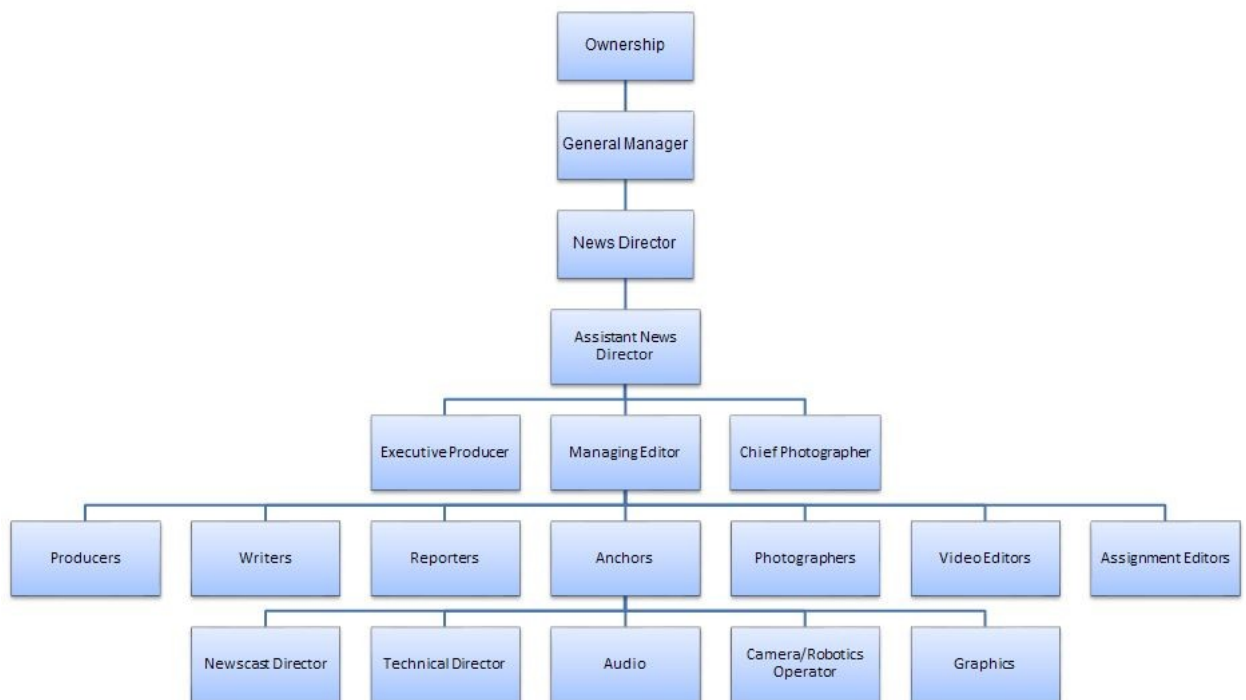 Ownership
General Manager
News Director
Assistant News
Director
Executive Producer
Managing Editor
Chief Photographer
Producers
Writers
Reporters
Anchors
Photographers
Video Editors
Assignment Editors
Newscast Director
Technical Director
Audio
Camera/Robotics
Operator
Graphics